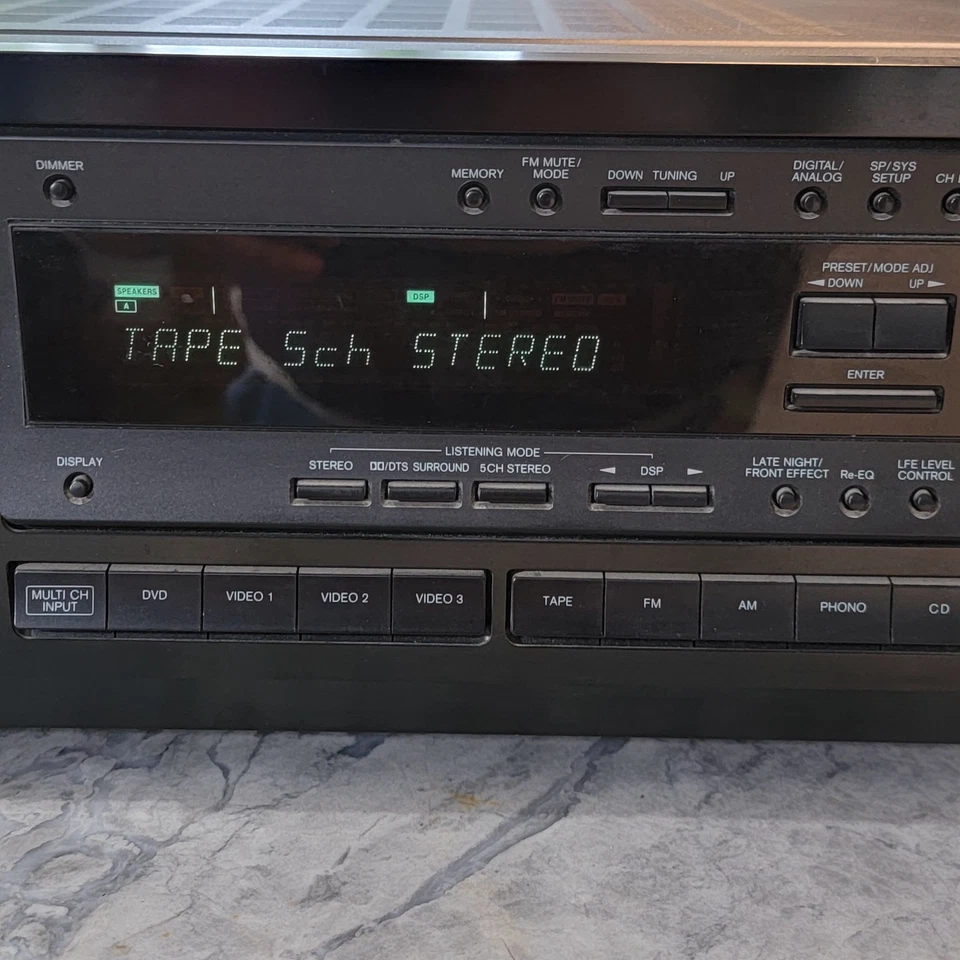 DIMMER
MEMORY
FM MUTE/
MODE
DOWN TUNING UP
DIGITAL/
ANALOG
SP/SYS
SETUP
CH
PRESET/MODE ADJ
◄DOWN UP►
ENTER
SPEAKERS
A
DSP
TAPE 5ch STEREO
DISPLAY
LISTENING MODE
STEREO
DD/DTS SURROUND
5CH STEREO
◄ DSP ►
LATE NIGHT/
FRONT EFFECT
Re-EQ
LFE LEVEL
CONTROL
MULTI CH
INPUT
DVD
VIDEO 1
VIDEO 2
VIDEO 3
TAPE
FM
AM
PHONO
CD